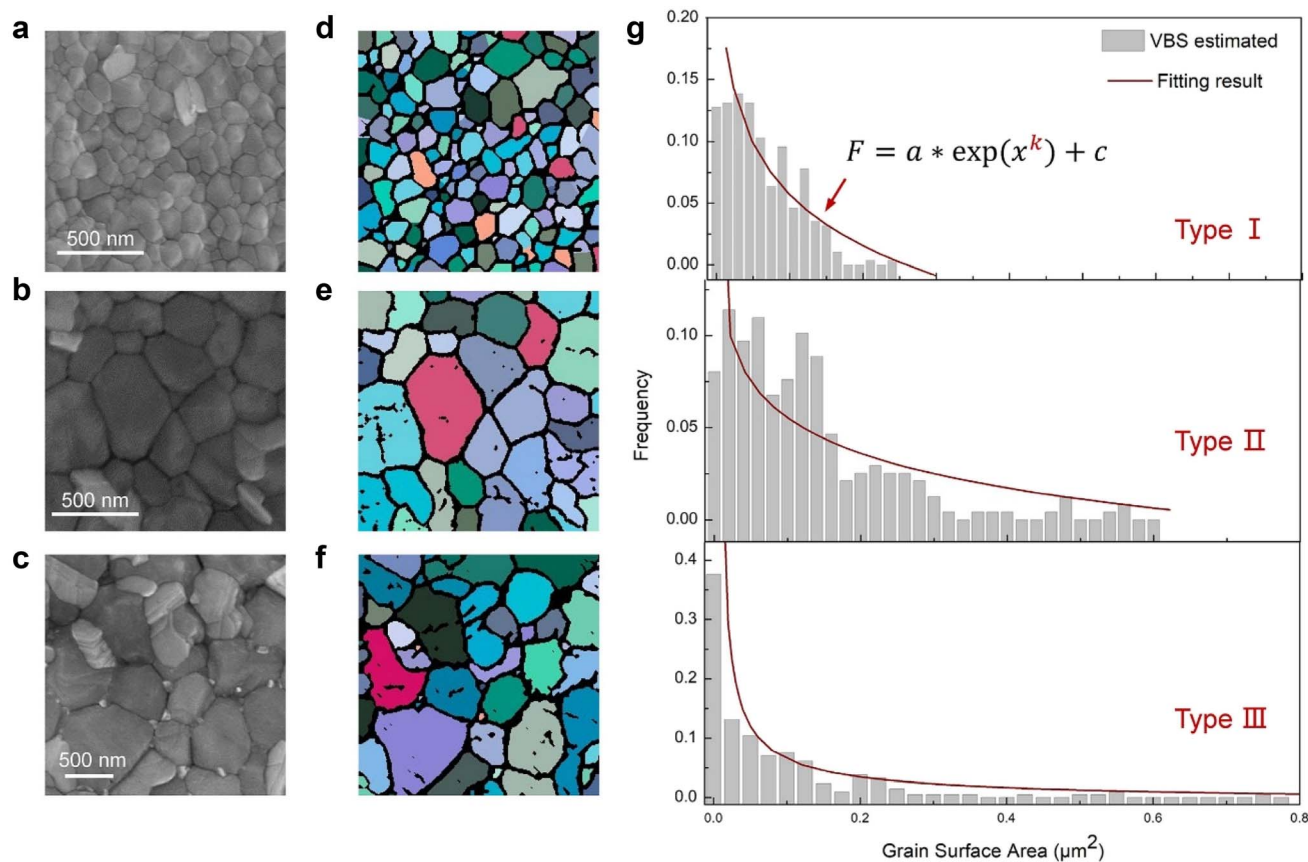 a
500 nm
b
500 nm
c
500 nm
d
e
f
g
0.20
0.15
0.10
0.05
0.00
VBS estimated
Fitting result
F = a * exp(x^k) + c
Type Ⅰ
0.10
0.05
0.00
Frequency
Type Ⅱ
0.4
0.3
0.2
0.1
0.0
Type Ⅲ
0.0 0.2 0.4 0.6 0.8
Grain Surface Area (μm²)